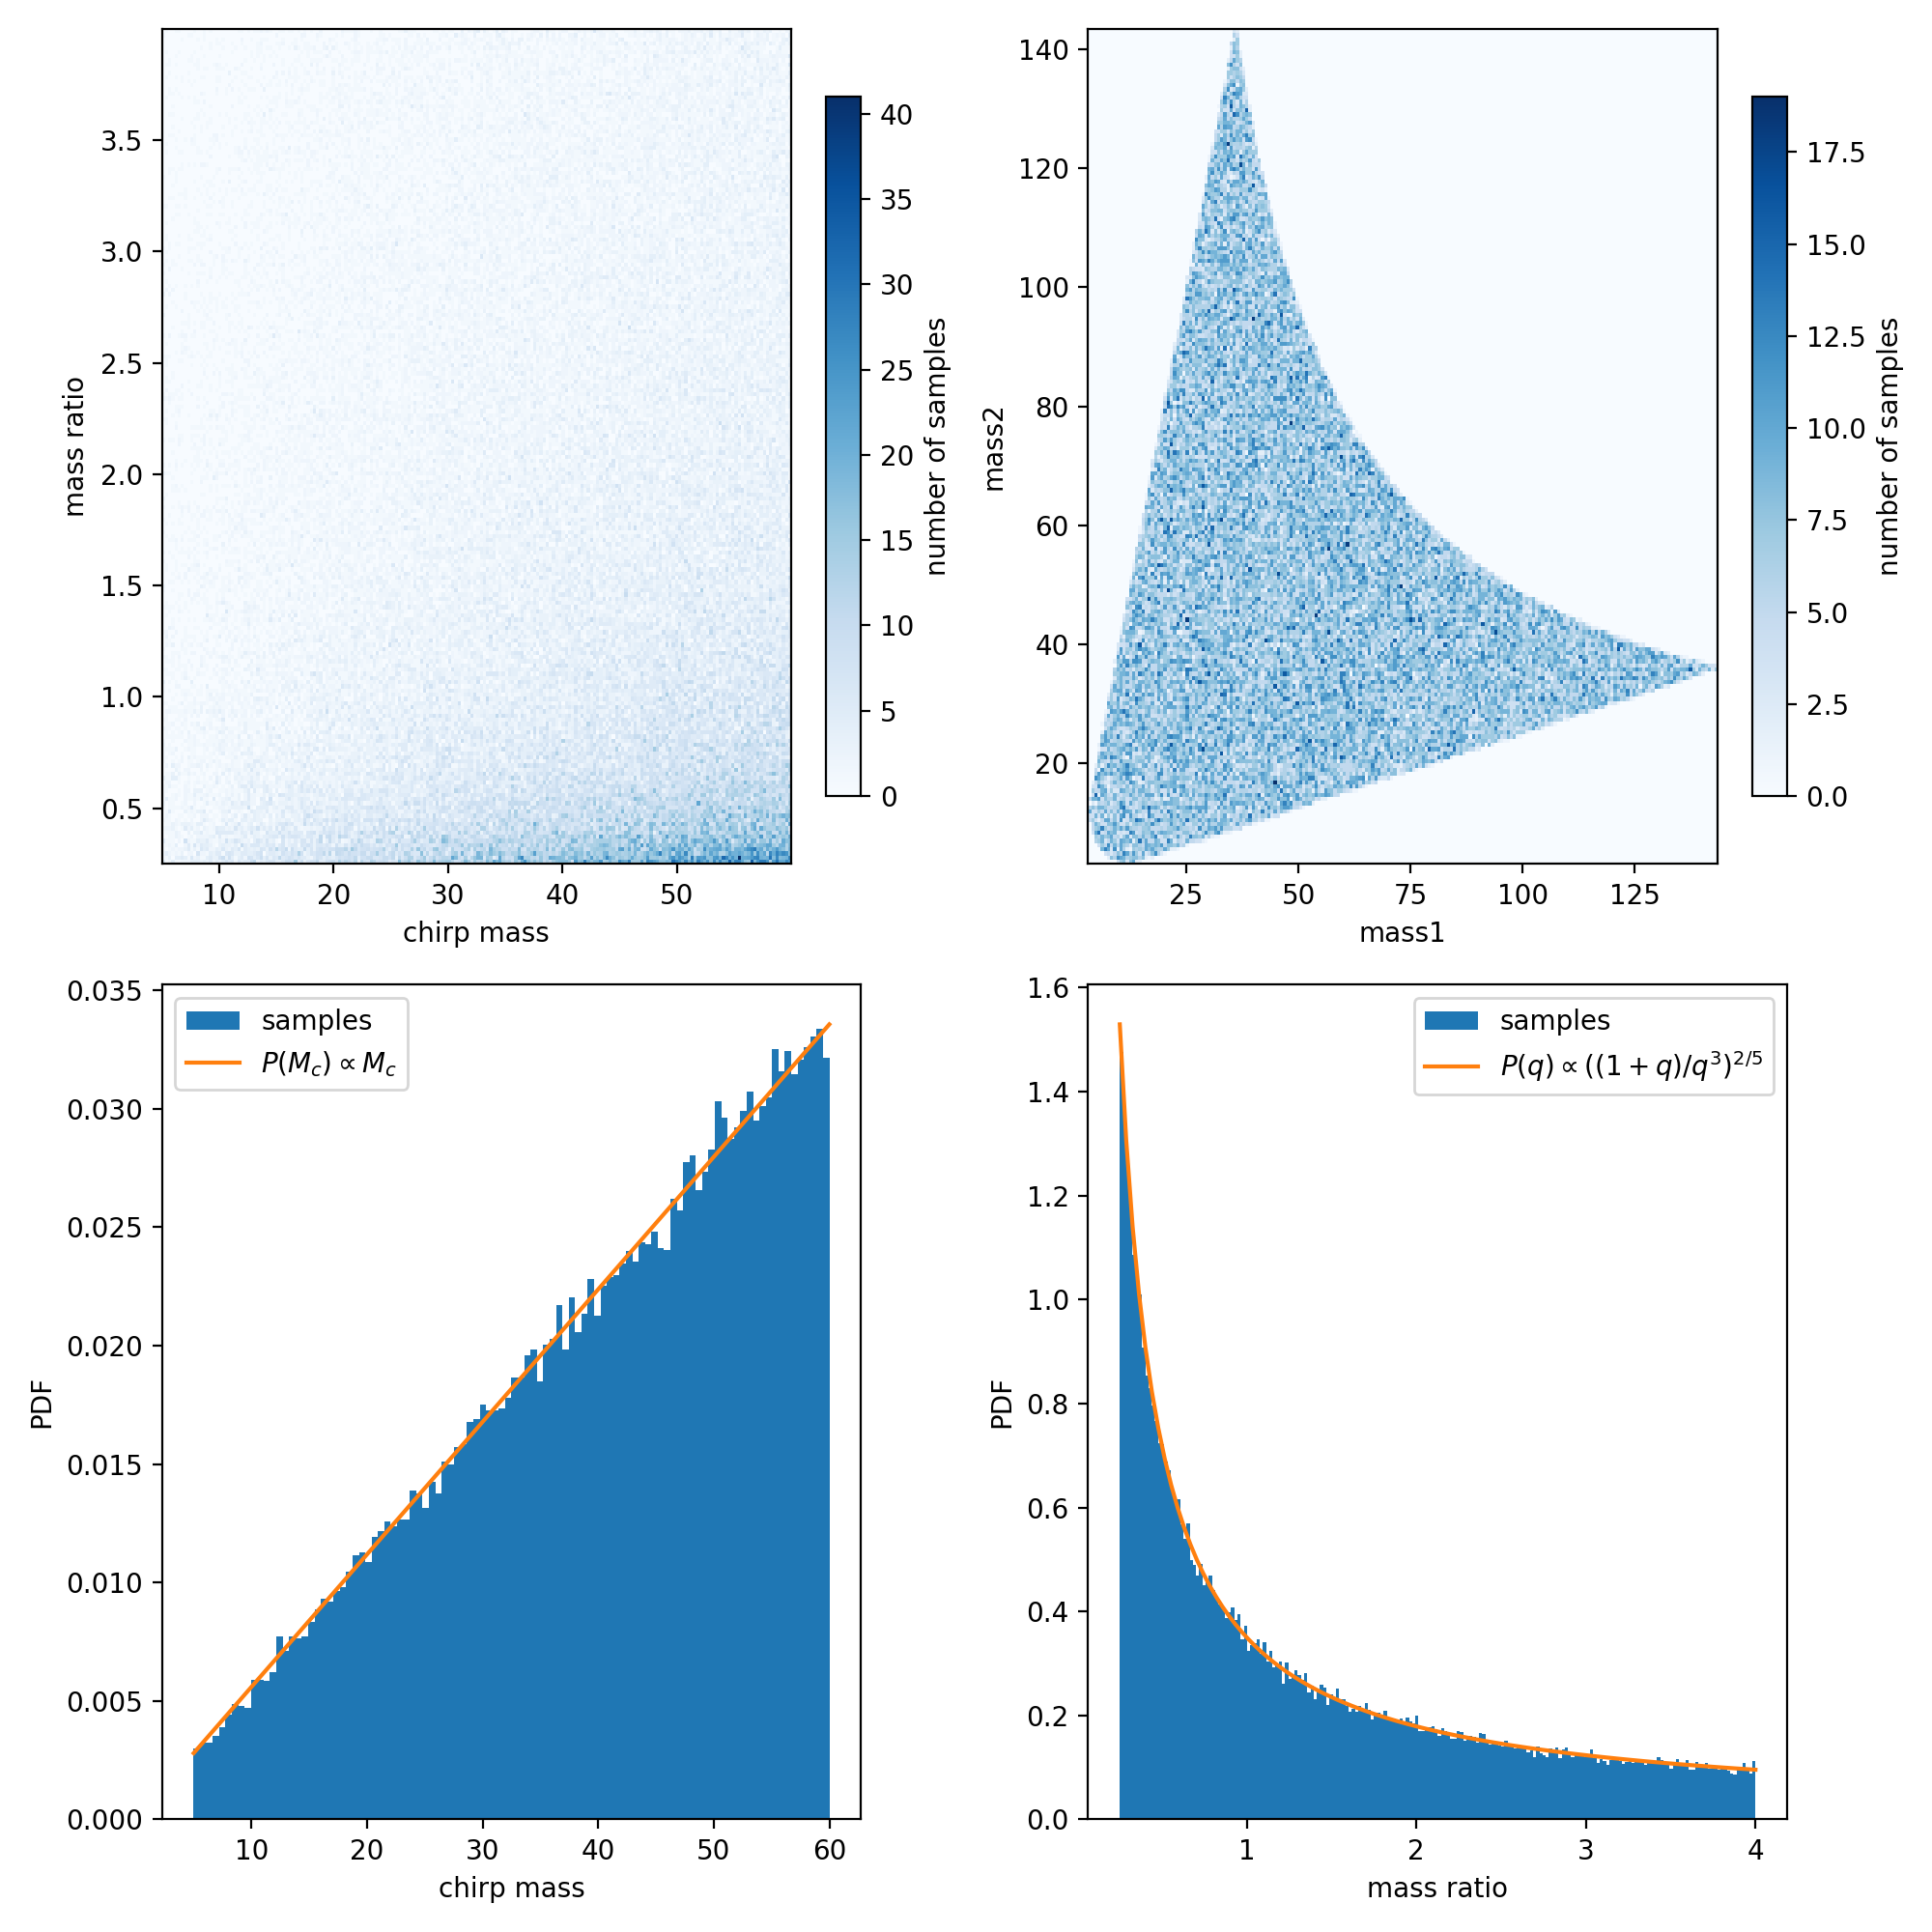 3.5
3.0
2.5
2.0
1.5
1.0
0.5
mass ratio
10 20 30 40 50
chirp mass
40
35
30
25
20
15
10
5
0
number of samples
140
120
100
80
60
40
20
mass2
25 50 75 100 125
mass1
17.5
15.0
12.5
10.0
7.5
5.0
2.5
0.0
number of samples
0.035
0.030
0.025
0.020
0.015
0.010
0.005
0.000
PDF
samples
P(M_c) ∝ M_c
10 20 30 40 50 60
chirp mass
1.6
1.4
1.2
1.0
0.8
0.6
0.4
0.2
0.0
PDF
samples
P(q) ∝ ((1 + q)/q³)^{2/5}
1 2 3 4
mass ratio